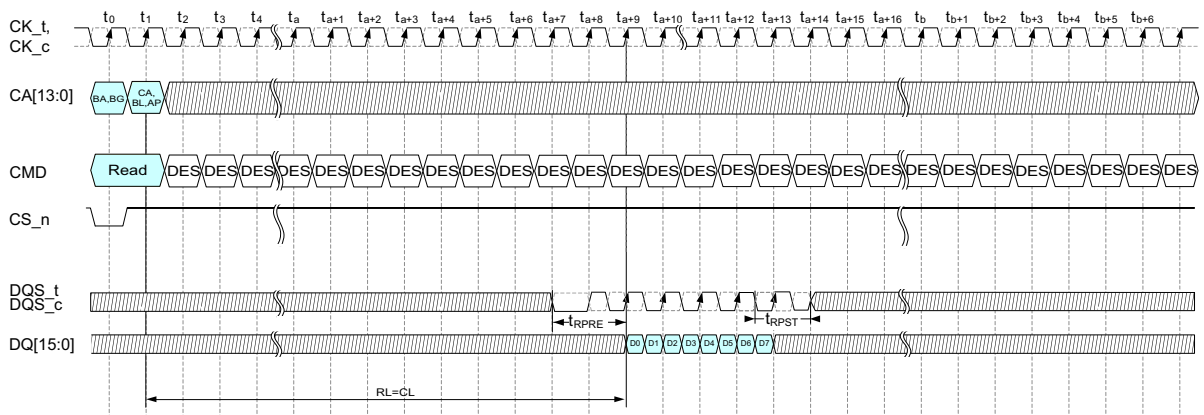 CK_t,
CK_c
t0 t1 t2 t3 t4 ta ta+1 ta+2 ta+3 ta+4 ta+5 ta+6 ta+7 ta+8 ta+9 ta+10 ta+11 ta+12 ta+13 ta+14 ta+15 ta+16 tb tb+1 tb+2 tb+3 tb+4 tb+5 tb+6
CA[13:0]
BA,BG
CA,
BL,AP
CMD
Read DES DES DES DES DES DES DES DES DES DES DES DES DES DES DES DES DES DES DES DES DES DES DES DES DES DES DES DES
CS_n
DQS_t
DQS_c
tRPRE tRPST
DQ[15:0]
D0 D1 D2 D3 D4 D5 D6 D7
RL=CL